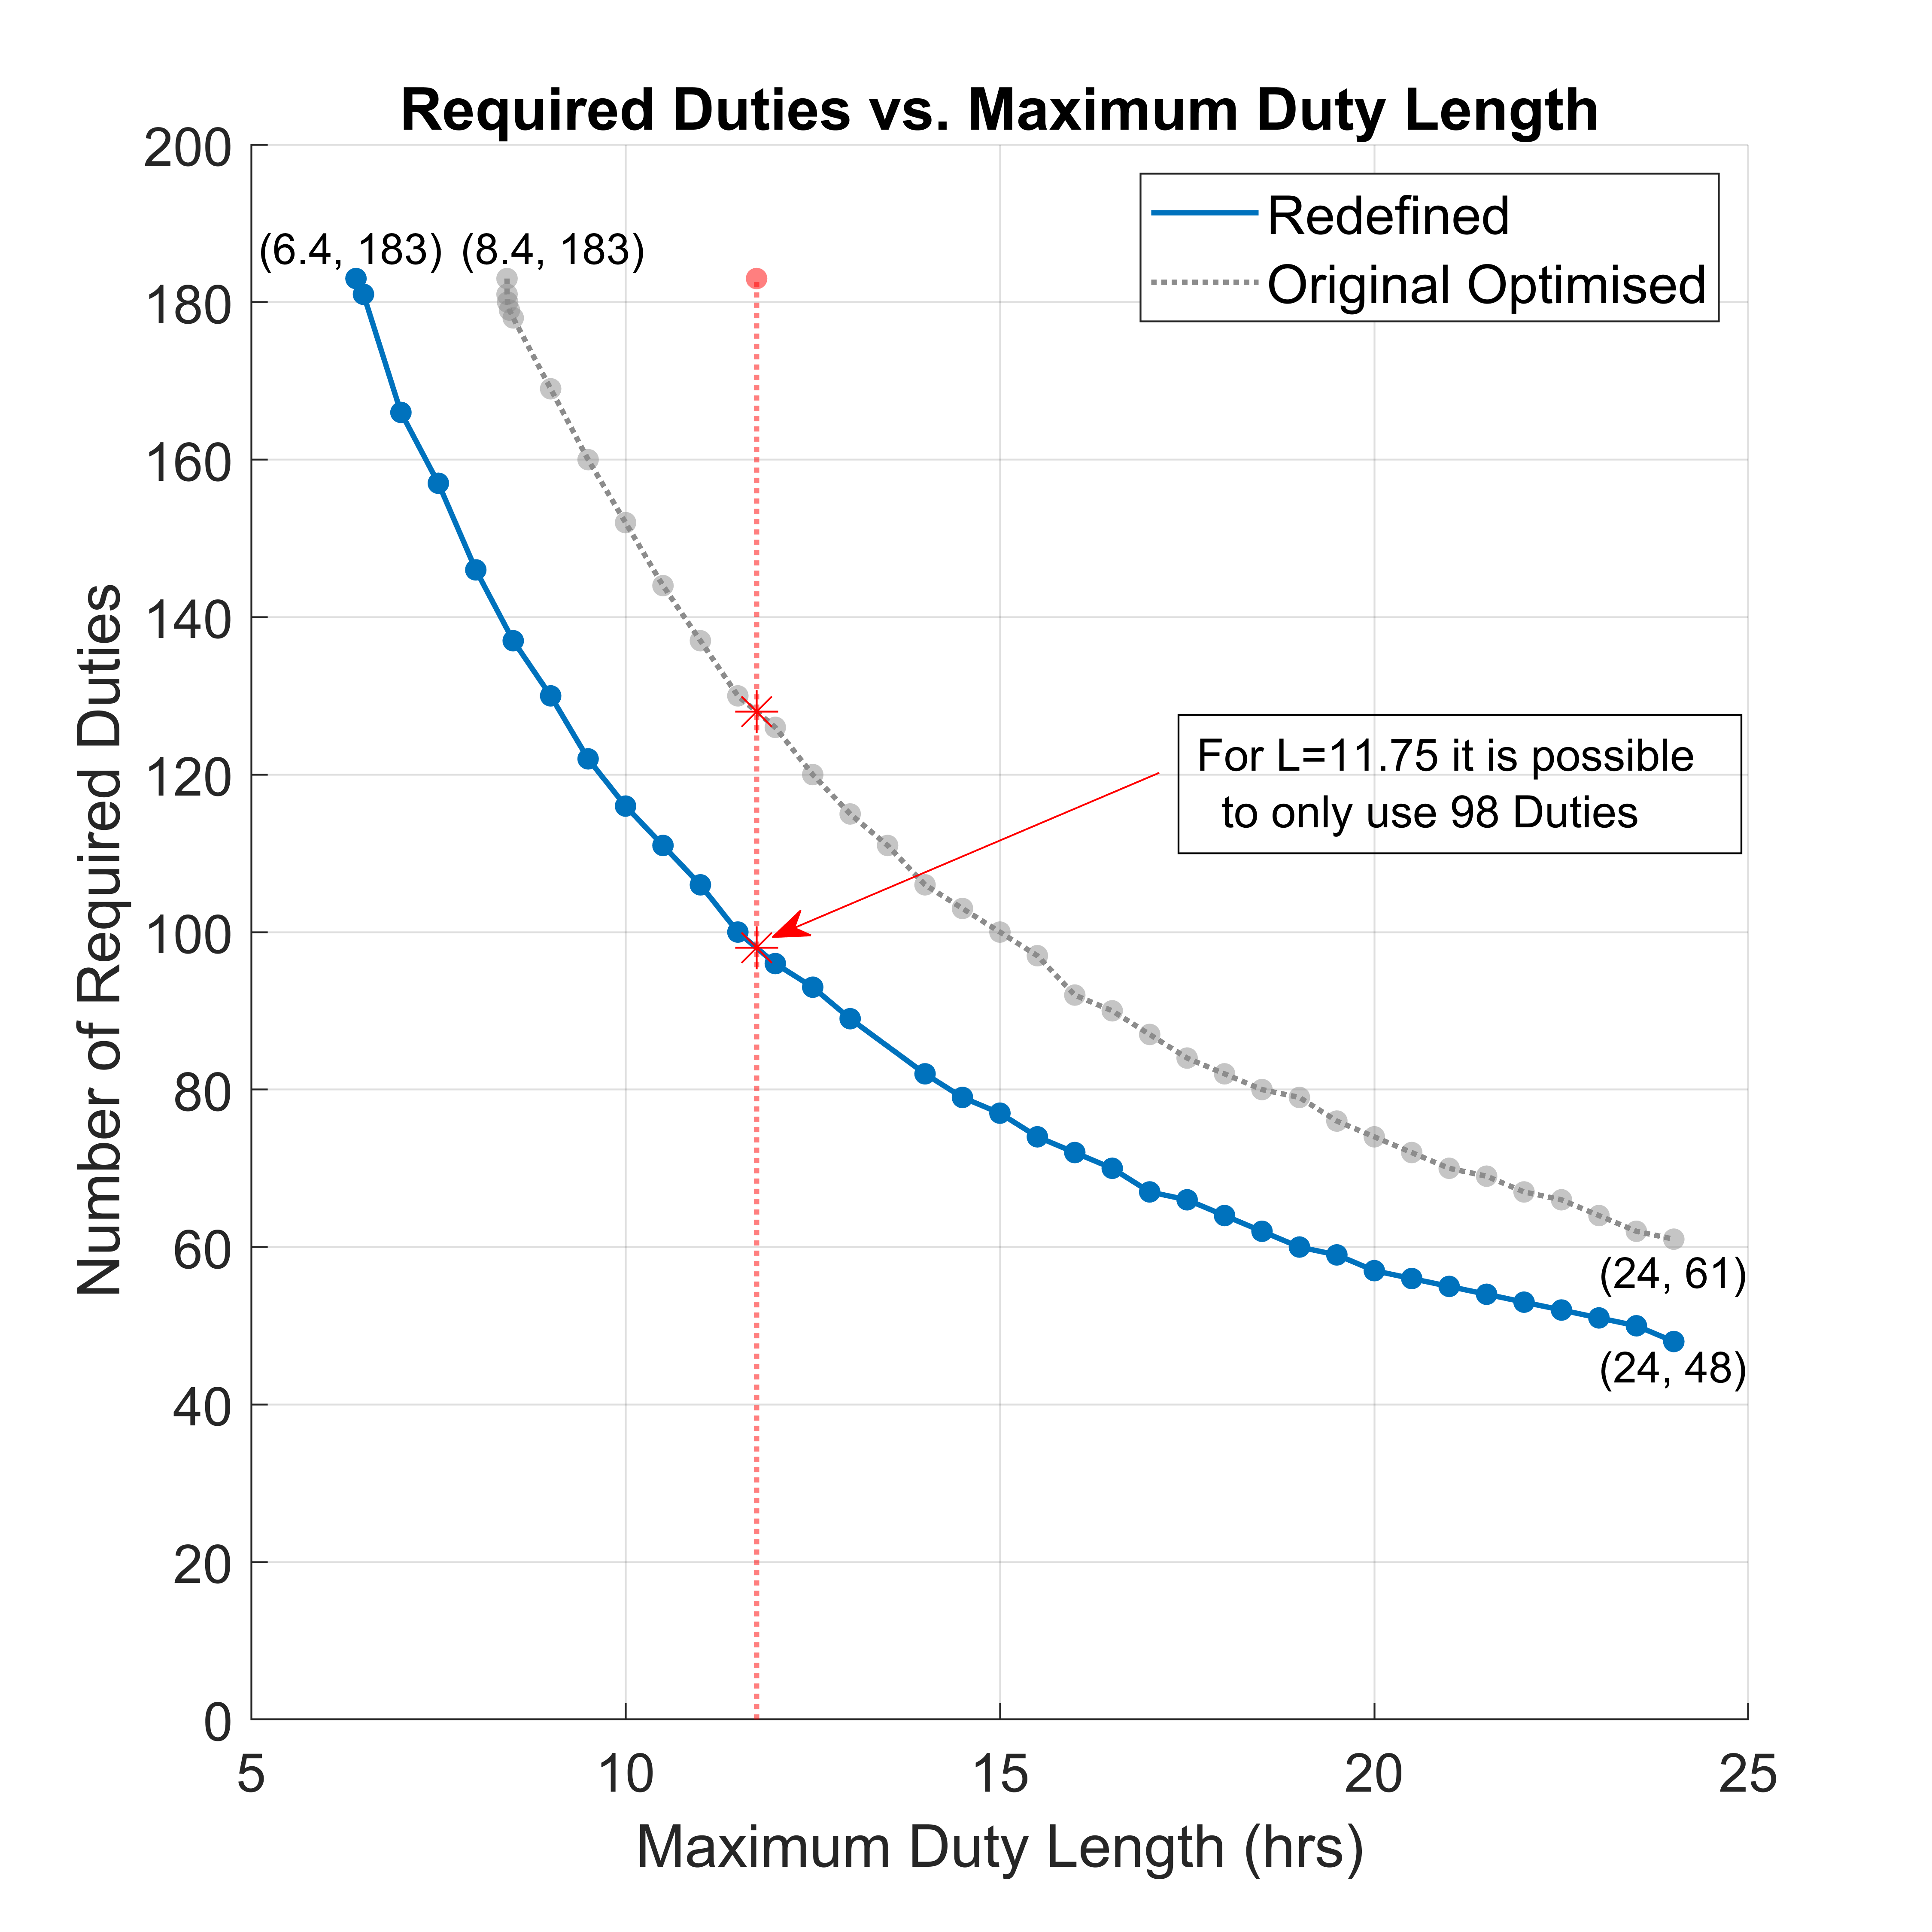 Required Duties vs. Maximum Duty Length
Redefined
Original Optimised
(6.4, 183) (8.4, 183)
For L=11.75 it is possible
to only use 98 Duties
(24, 61)
(24, 48)
Number of Required Duties
200
180
160
140
120
100
80
60
40
20
0
5 10 15 20 25
Maximum Duty Length (hrs)